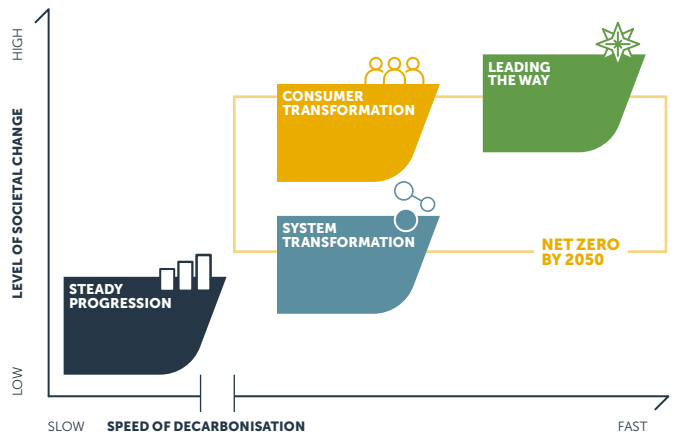 HIGH
LEVEL OF SOCIETAL CHANGE
LOW
LEADING
THE WAY
CONSUMER
TRANSFORMATION
SYSTEM
TRANSFORMATION
NET ZERO
BY 2050
STEADY
PROGRESSION
SLOW
SPEED OF DECARBONISATION
FAST